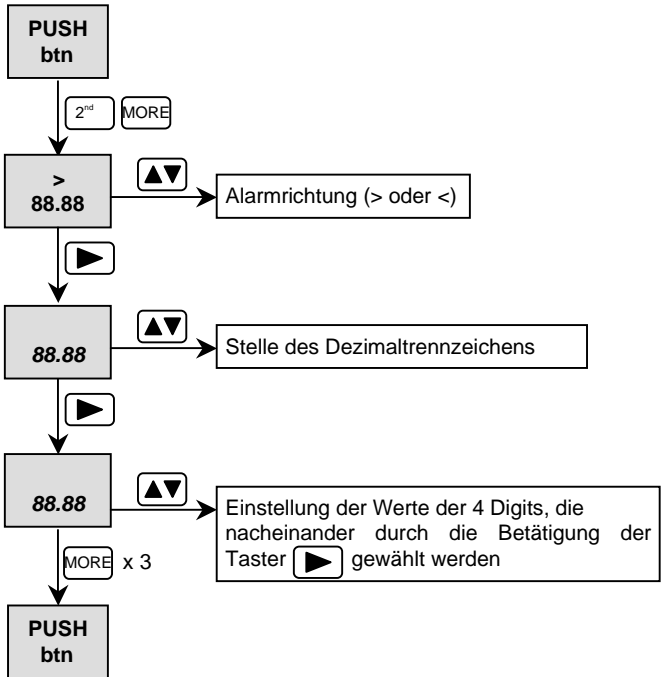 PUSH
btn
2nd MORE
>
88.88
▲▼
Alarmrichtung (> oder <)
►
88.88
▲▼
Stelle des Dezimaltrennzeichens
►
88.88
▲▼
Einstellung der Werte der 4 Digits, die
nacheinander durch die Betätigung der
Taster ► gewählt werden
MORE x 3
PUSH
btn